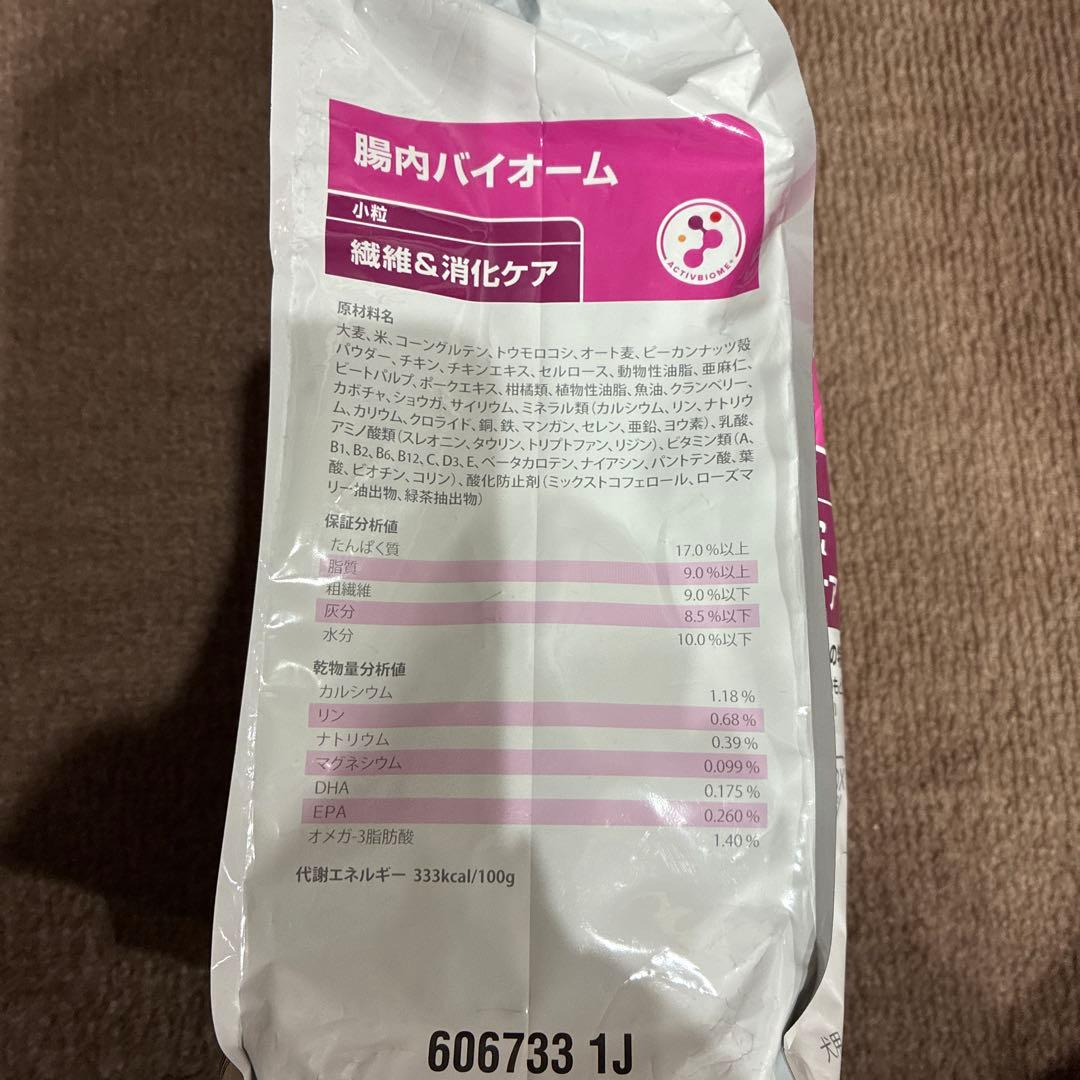 腸内バイオーム
小粒
繊維&消化ケア
ACTIVBIOME+
原材料名
大麦、米、コーングルテン、トウモロコシ、オート麦、ピーカンナッツ殻
パウダー、チキン、チキンエキス、セルロース、動物性油脂、亜麻仁、
ビートパルプ、ポークエキス、柑橘類、植物性油脂、魚油、クランベリー、
カボチャ、ショウガ、サイリウム、ミネラル類(カルシウム、リン、ナトリウ
ム、カリウム、クロライド、銅、鉄、マンガン、セレン、亜鉛、ヨウ素)、乳酸、
アミノ酸類(スレオニン、タウリン、トリプトファン、リジン)、ビタミン類(A、
B1、B2、B6、B12、C、D3、E、ベータカロテン、ナイアシン、パントテン酸、葉
酸、ビオチン、コリン)、酸化防止剤(ミックストコフェロール、ローズマ
リー抽出物、緑茶抽出物)
保証分析値
たんぱく質 17.0%以上
脂質 9.0%以上
粗繊維 9.0%以下
灰分 8.5%以下
水分 10.0%以下
乾物量分析値
カルシウム 1.18%
リン 0.68%
ナトリウム 0.39%
マグネシウム 0.099%
DHA 0.175%
EPA 0.260%
オメガ-3脂肪酸 1.40%
代謝エネルギー 333kcal/100g
606733 1J